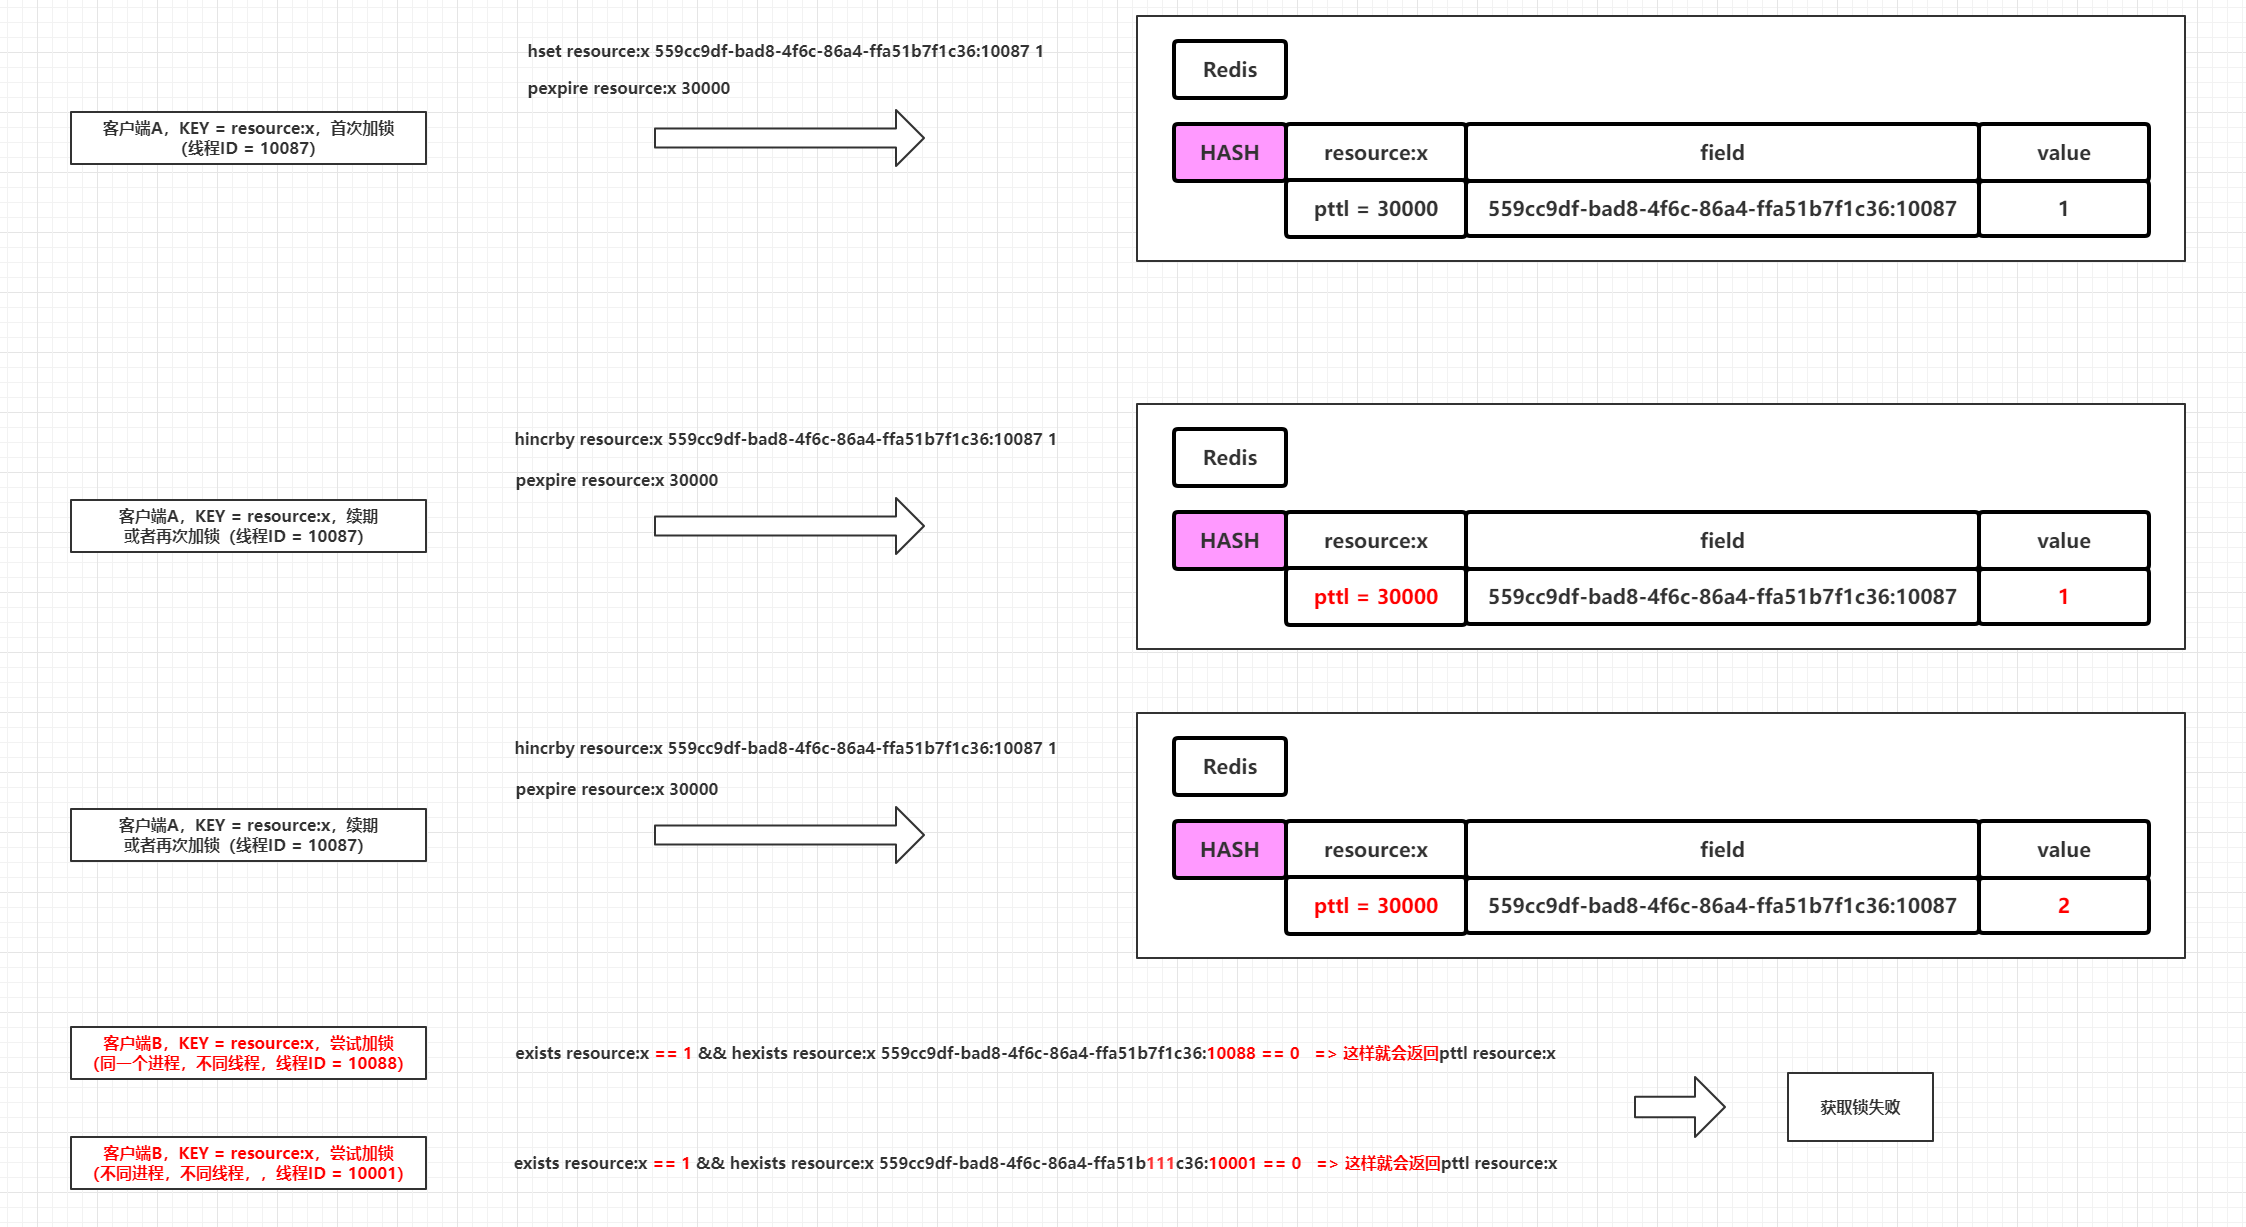 hset resource:x 559cc9df-bad8-4f6c-86a4-ffa51b7f1c36:10087 1
pexpire resource:x 30000
客户端A，KEY = resource:x，首次加锁
（线程ID = 10087）
Redis
HASH resource:x field value
pttl = 30000 559cc9df-bad8-4f6c-86a4-ffa51b7f1c36:10087 1
hincrby resource:x 559cc9df-bad8-4f6c-86a4-ffa51b7f1c36:10087 1
pexpire resource:x 30000
客户端A，KEY = resource:x，续期
或者再次加锁（线程ID = 10087）
Redis
HASH resource:x field value
pttl = 30000 559cc9df-bad8-4f6c-86a4-ffa51b7f1c36:10087 1
hincrby resource:x 559cc9df-bad8-4f6c-86a4-ffa51b7f1c36:10087 1
pexpire resource:x 30000
客户端A，KEY = resource:x，续期
或者再次加锁（线程ID = 10087）
Redis
HASH resource:x field value
pttl = 30000 559cc9df-bad8-4f6c-86a4-ffa51b7f1c36:10087 2
客户端B，KEY = resource:x，尝试加锁
（同一个进程，不同线程，线程ID = 10088）
exists resource:x == 1 && hexists resource:x 559cc9df-bad8-4f6c-86a4-ffa51b7f1c36:10088 == 0 => 这样就会返回pttl resource:x
获取锁失败
客户端B，KEY = resource:x，尝试加锁
（不同进程，不同线程，，线程ID = 10001）
exists resource:x == 1 && hexists resource:x 559cc9df-bad8-4f6c-86a4-ffa51b111c36:10001 == 0 => 这样就会返回pttl resource:x